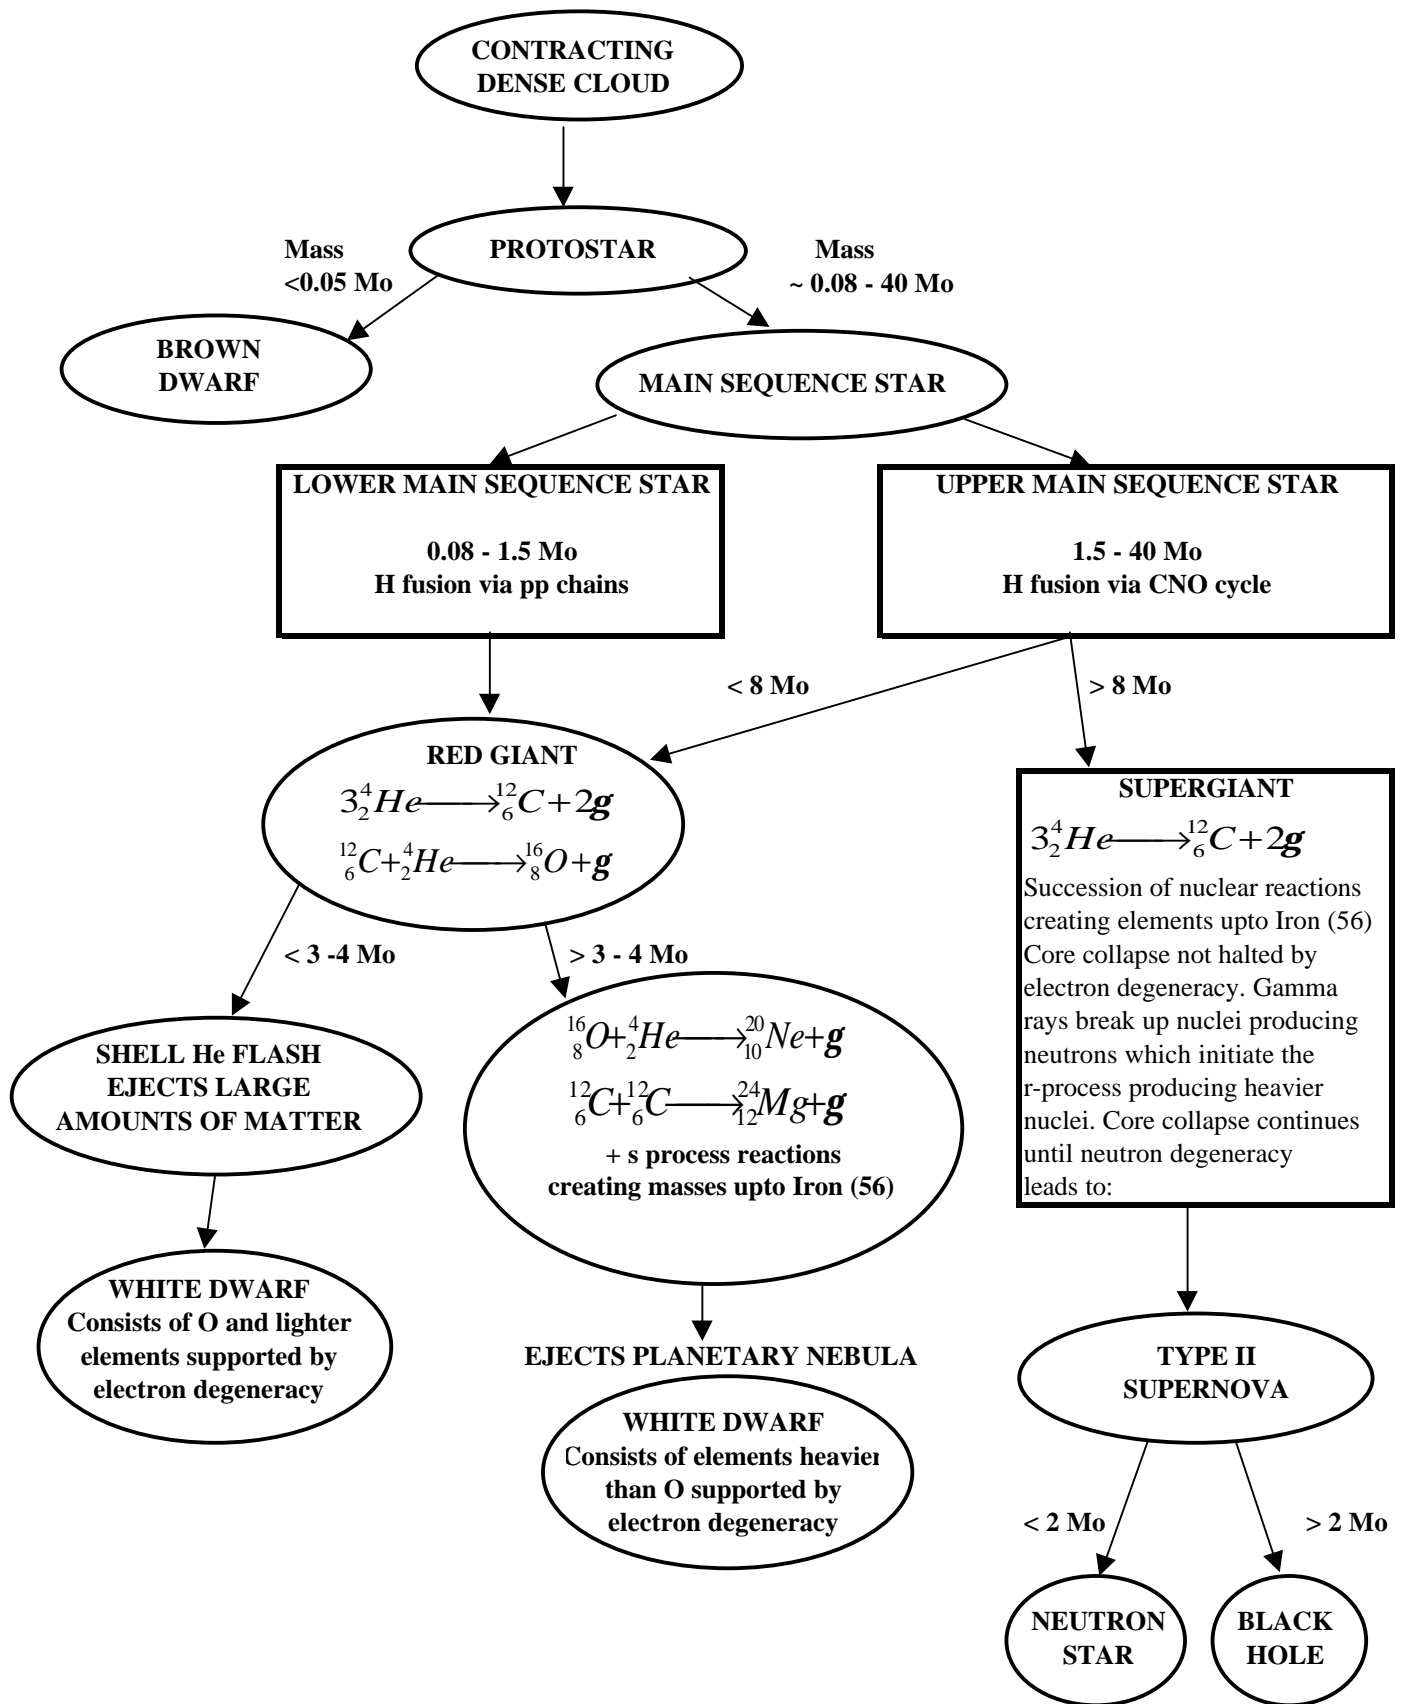 CONTRACTING
DENSE CLOUD
PROTOSTAR
Mass
<0.05 Mo
Mass
~ 0.08 - 40 Mo
BROWN
DWARF
MAIN SEQUENCE STAR
LOWER MAIN SEQUENCE STAR
0.08 - 1.5 Mo
H fusion via pp chains
UPPER MAIN SEQUENCE STAR
1.5 - 40 Mo
H fusion via CNO cycle
< 8 Mo
> 8 Mo
RED GIANT
3⁴₂He⟶¹²₆C+2g
¹²₆C+⁴₂He⟶¹⁶₈O+g
SUPERGIANT
3⁴₂He⟶¹²₆C+2g
Succession of nuclear reactions
creating elements upto Iron (56)
Core collapse not halted by
electron degeneracy. Gamma
rays break up nuclei producing
neutrons which initiate the
r-process producing heavier
nuclei. Core collapse continues
until neutron degeneracy
leads to:
< 3 -4 Mo
> 3 - 4 Mo
SHELL He FLASH
EJECTS LARGE
AMOUNTS OF MATTER
¹⁶₈O+⁴₂He⟶²⁰₁₀Ne+g
¹²₆C+¹²₆C⟶²⁴₁₂Mg+g
+ s process reactions
creating masses upto Iron (56)
WHITE DWARF
Consists of O and lighter
elements supported by
electron degeneracy
EJECTS PLANETARY NEBULA
WHITE DWARF
Consists of elements heavier
than O supported by
electron degeneracy
TYPE II
SUPERNOVA
< 2 Mo
> 2 Mo
NEUTRON
STAR
BLACK
HOLE